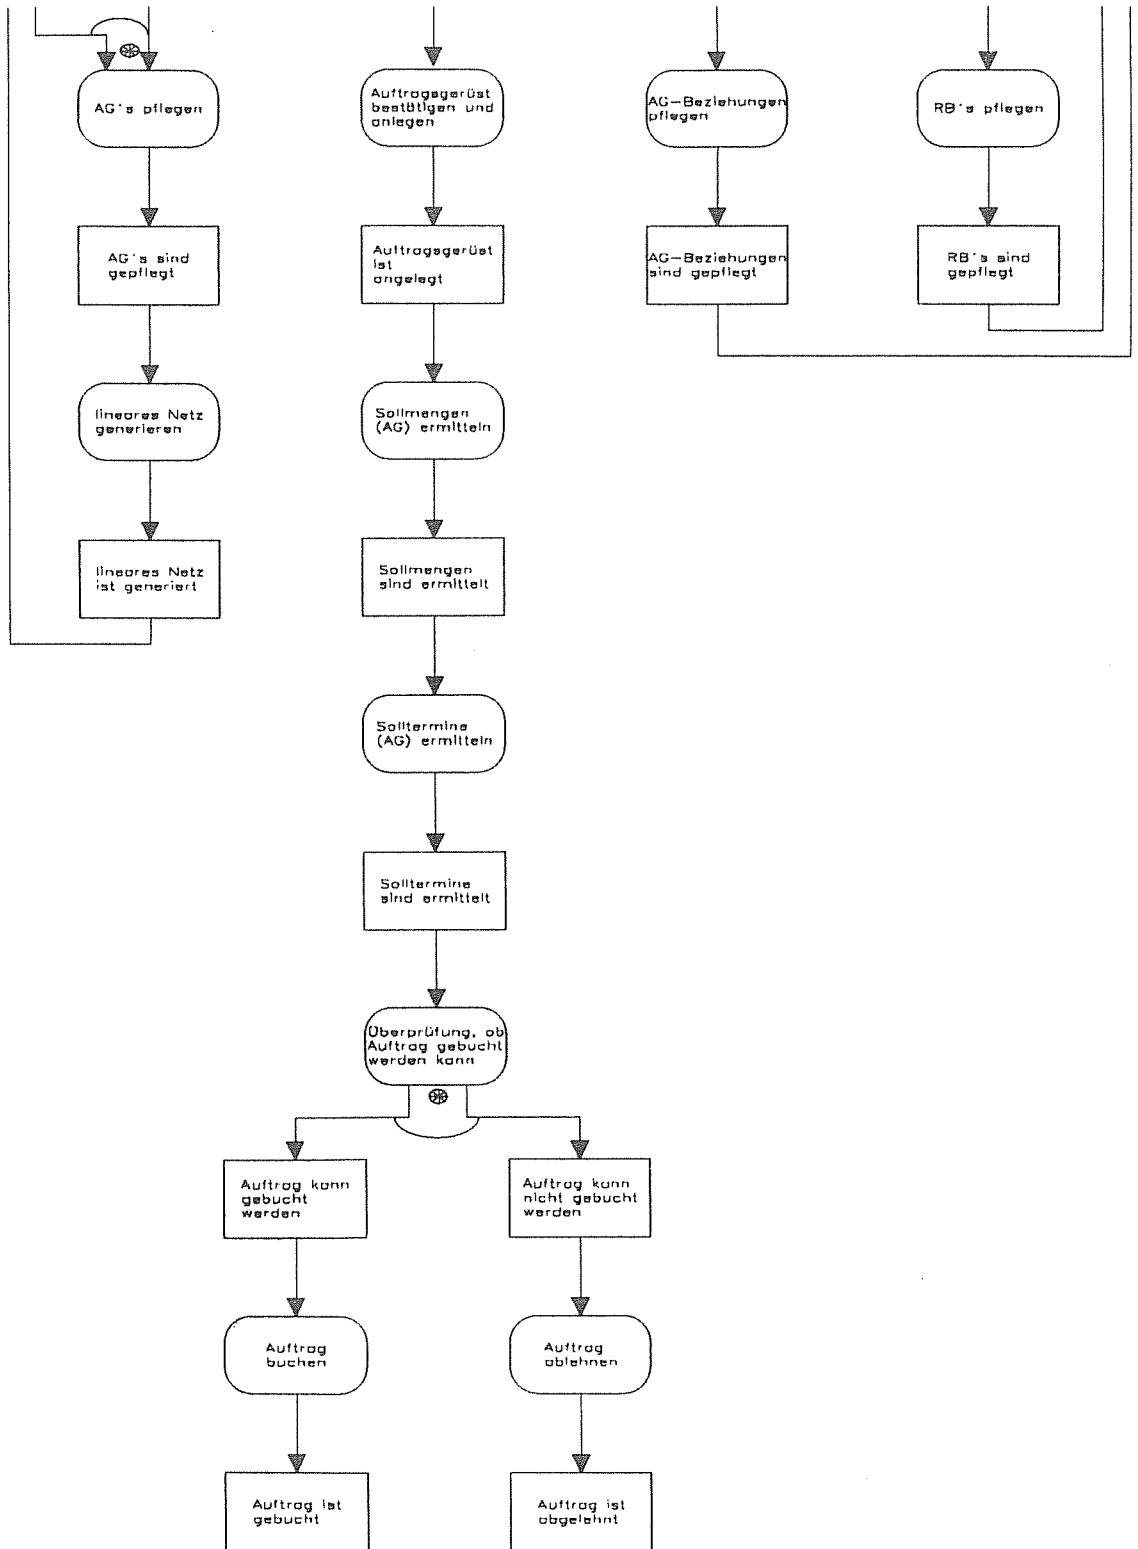 AG's pflegen
Auftragsgerüst
bestätigen und
anlegen
AG-Beziehungen
pflegen
RB's pflegen
AG's sind
gepflegt
Auftragsgerüst
ist
angelegt
AG-Beziehungen
sind gepflegt
RB's sind
gepflegt
lineares Netz
generieren
Sollmengen
(AG) ermitteln
lineares Netz
ist generiert
Sollmengen
sind ermittelt
Solltermine
(AG) ermitteln
Solltermine
sind ermittelt
Überprüfung, ob
Auftrag gebucht
werden kann
Auftrag kann
gebucht
werden
Auftrag kann
nicht gebucht
werden
Auftrag
buchen
Auftrag
ablehnen
Auftrag ist
gebucht
Auftrag ist
abgelehnt